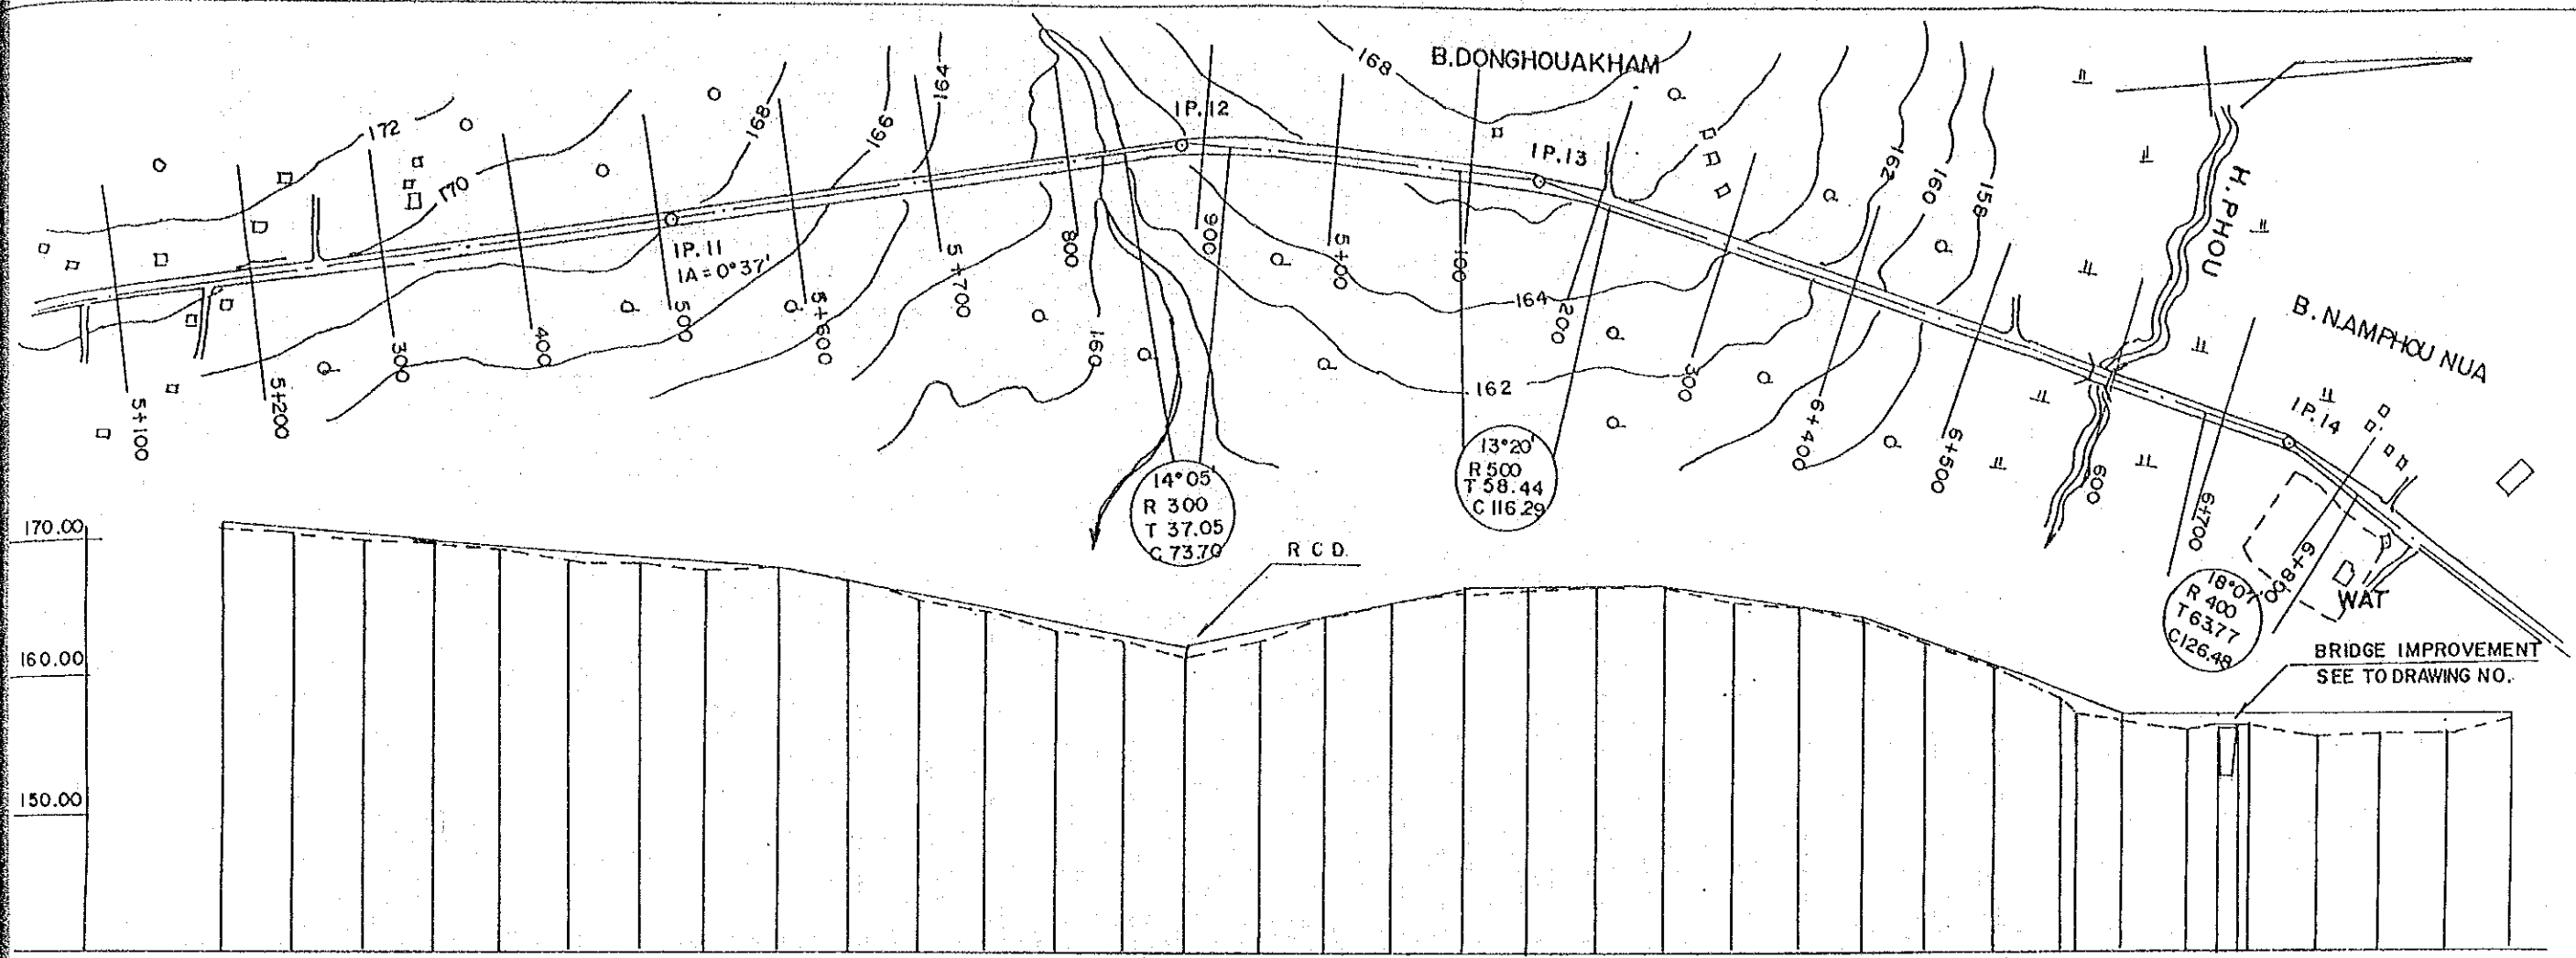 B.DONGHOUAKHAM
168
164
172
168
166
170
IP.12
IP.13
IP.11
IA=0°37'
162
160
158
H. PHOU
B. NAMPHOU NUA
IP.14
5+100
5+200
300
400
500
5+600
5+700
800
900
5+00
100
200
300
6+400
6+500
600
6+700
6+800
160
164
162
14°05'
R 300
T 37.05
C 73.70
13°20'
R 500
T 58.44
C 116.29
18°07'
R 400
T 63.77
C 126.48
WAT
R C D.
BRIDGE IMPROVEMENT
SEE TO DRAWING NO.
170.00
160.00
150.00